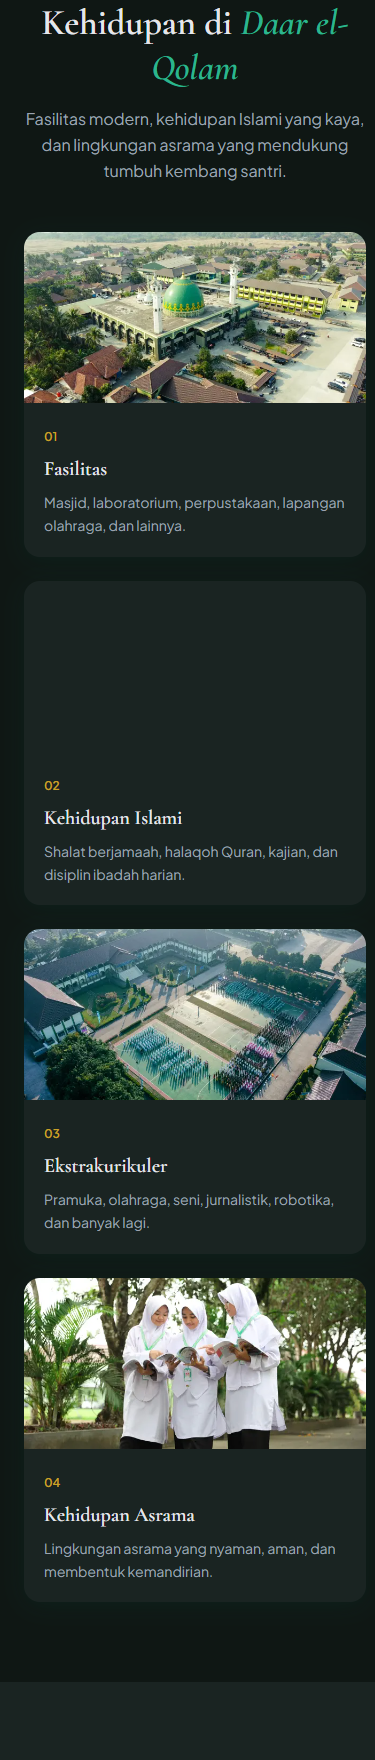 Kehidupan di Daar el-
Qolam
Fasilitas modern, kehidupan Islami yang kaya,
dan lingkungan asrama yang mendukung
tumbuh kembang santri.
01
Fasilitas
Masjid, laboratorium, perpustakaan, lapangan
olahraga, dan lainnya.
02
Kehidupan Islami
Shalat berjamaah, halaqoh Quran, kajian, dan
disiplin ibadah harian.
03
Ekstrakurikuler
Pramuka, olahraga, seni, jurnalistik, robotika,
dan banyak lagi.
04
Kehidupan Asrama
Lingkungan asrama yang nyaman, aman, dan
membentuk kemandirian.